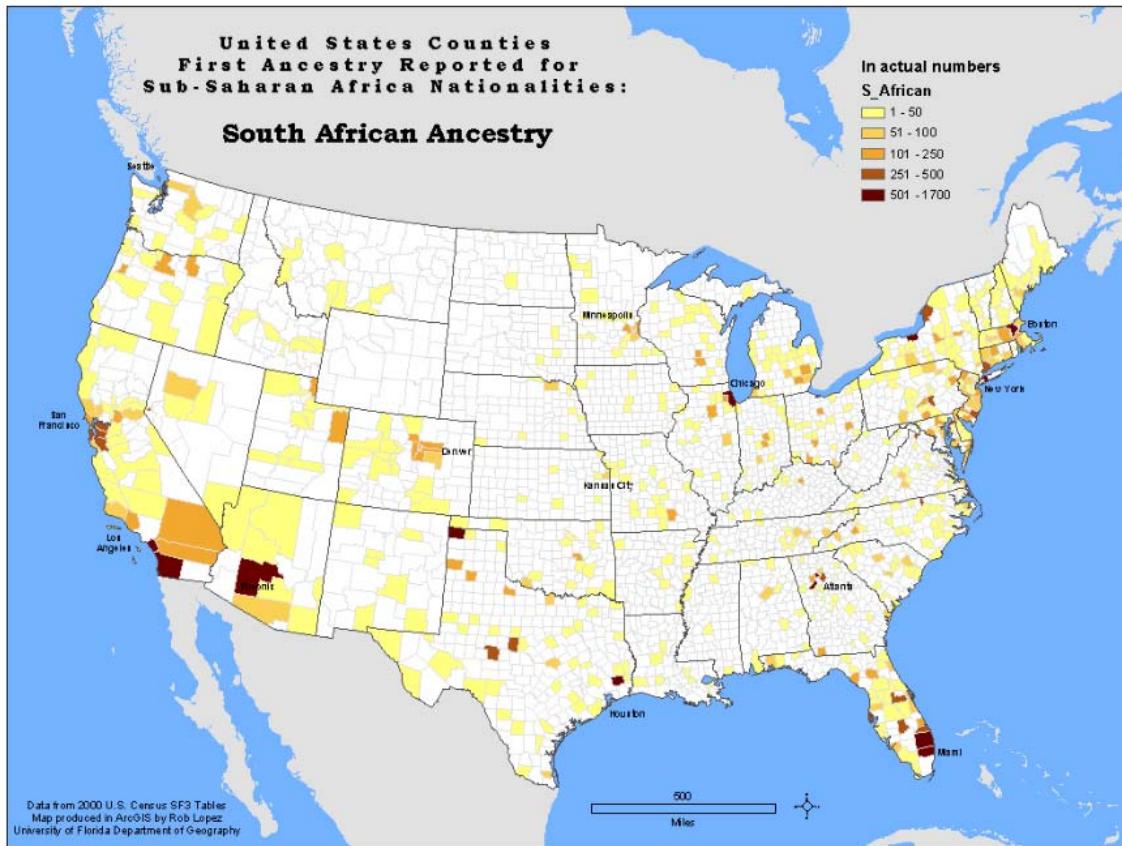 United States Counties
First Ancestry Reported for
Sub-Saharan Africa Nationalities:
South African Ancestry
In actual numbers
S_African
1 - 50
51 - 100
101 - 250
251 - 500
501 - 1700
Seattle
Minneapolis
Boston
Chicago
New York
San
Francisco
Denver
Kansas City
Los
Angeles
Atlanta
Houston
Miami
Data from 2000 U.S. Census SF3 Tables
Map produced in ArcGIS by Rob Lopez
University of Florida Department of Geography
500
Miles